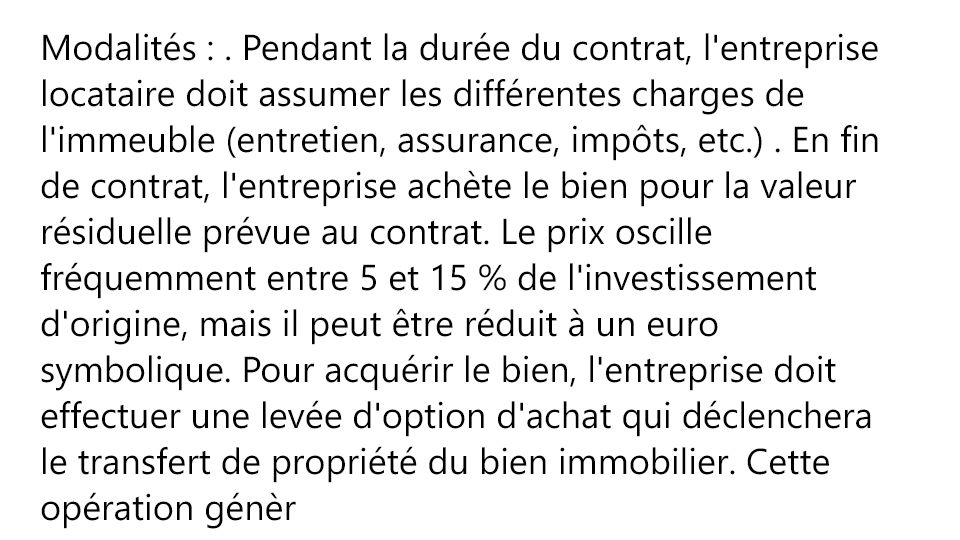 Modalités : . Pendant la durée du contrat, l'entreprise
locataire doit assumer les différentes charges de
l'immeuble (entretien, assurance, impôts, etc.) . En fin
de contrat, l'entreprise achète le bien pour la valeur
résiduelle prévue au contrat. Le prix oscille
fréquemment entre 5 et 15 % de l'investissement
d'origine, mais il peut être réduit à un euro
symbolique. Pour acquérir le bien, l'entreprise doit
effectuer une levée d'option d'achat qui déclenchera
le transfert de propriété du bien immobilier. Cette
opération génèr